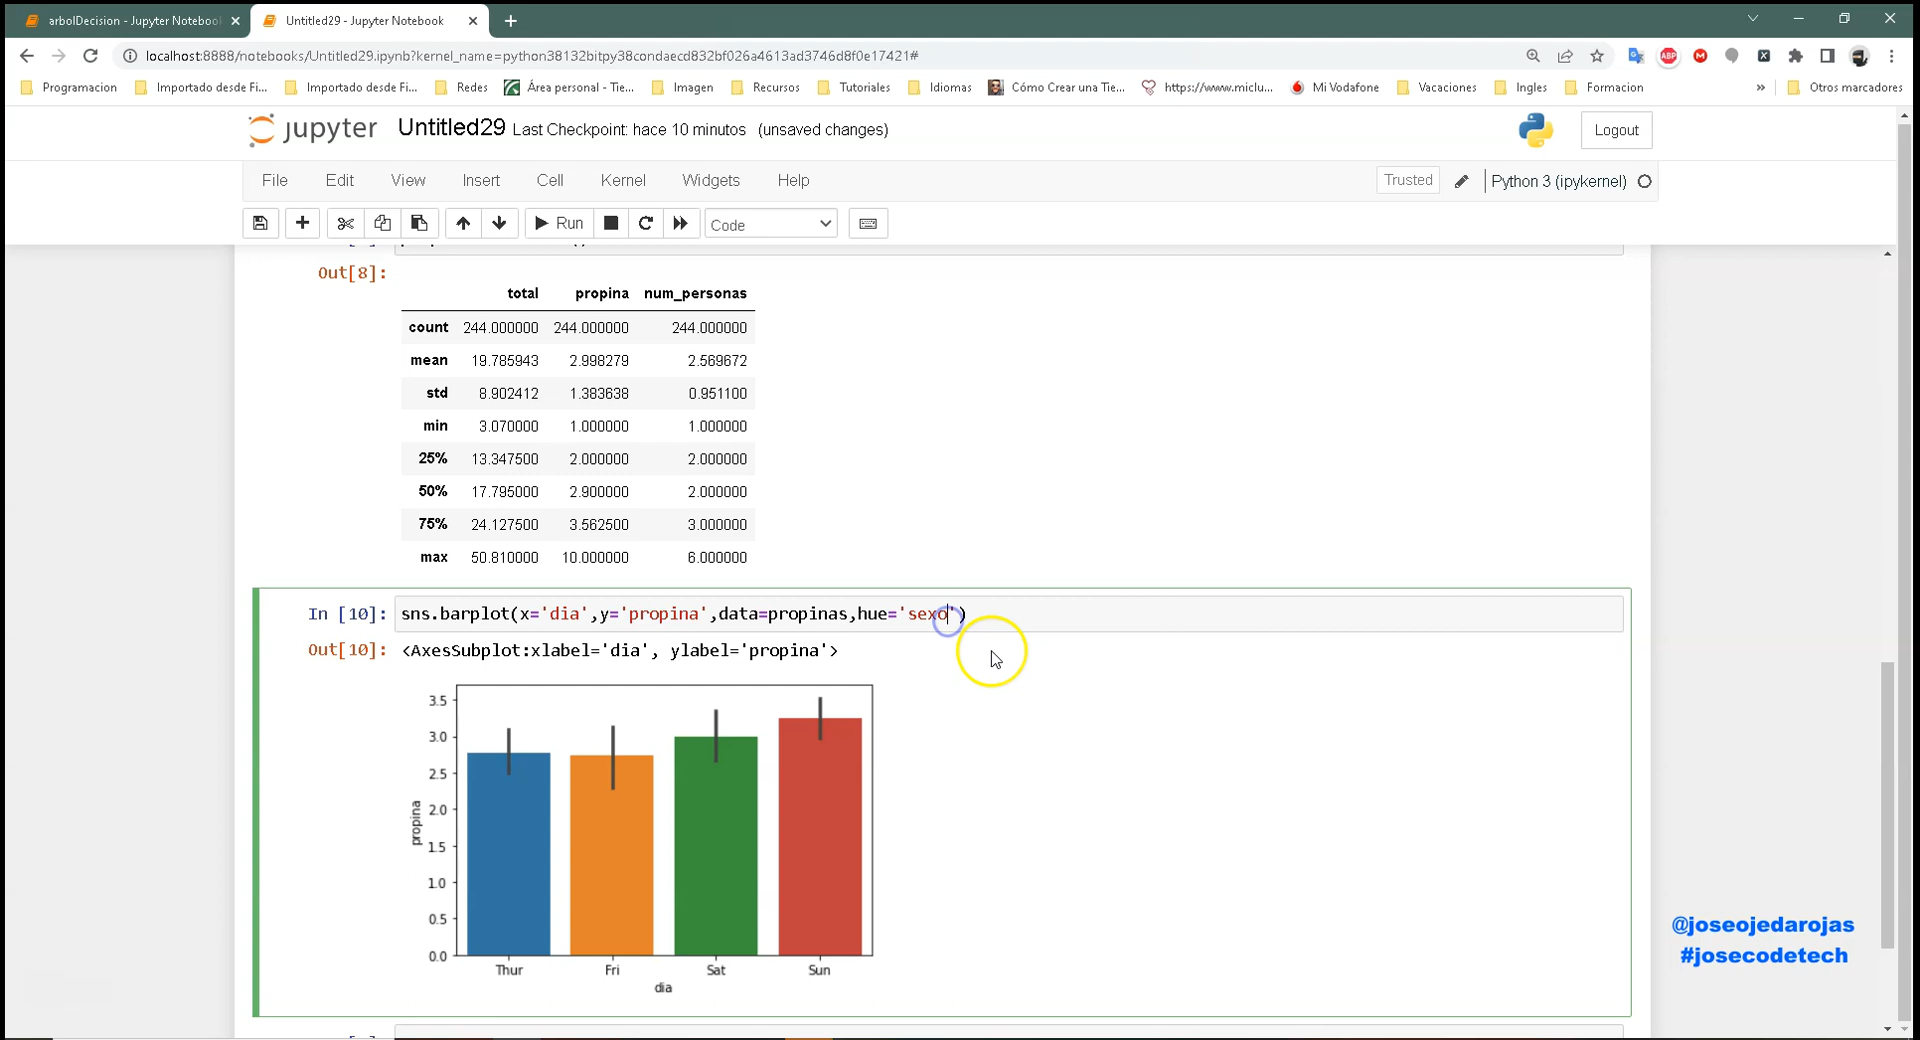 arbolDecision - Jupyter Notebook
Untitled29 - Jupyter Notebook
localhost:8888/notebooks/Untitled29.ipynb?kernel_name=python38132bitpy38condaecd832bf026a4613ad3746d8f0e17421#
ABP
Programacion
Importado desde Fi...
Importado desde Fi...
Redes
Área personal - Tie...
Imagen
Recursos
Tutoriales
Idiomas
Cómo Crear una Tie...
https://www.miclu...
Mi Vodafone
Vacaciones
Ingles
Formacion
»
Otros marcadores
jupyter Untitled29 Last Checkpoint: hace 10 minutos (unsaved changes)
Logout
File Edit View Insert Cell Kernel Widgets Help
Trusted
Python 3 (ipykernel)
Run
Code
Out[8]:
total propina num_personas
count 244.000000 244.000000 244.000000
mean 19.785943 2.998279 2.569672
std 8.902412 1.383638 0.951100
min 3.070000 1.000000 1.000000
25% 13.347500 2.000000 2.000000
50% 17.795000 2.900000 2.000000
75% 24.127500 3.562500 3.000000
max 50.810000 10.000000 6.000000
In [10]: sns.barplot(x='dia',y='propina',data=propinas,hue='sexo')
Out[10]: <AxesSubplot:xlabel='dia', ylabel='propina'>
3.5
3.0
2.5
2.0
1.5
1.0
0.5
0.0
propina
Thur Fri Sat Sun
dia
@joseojedarojas
#josecodetech